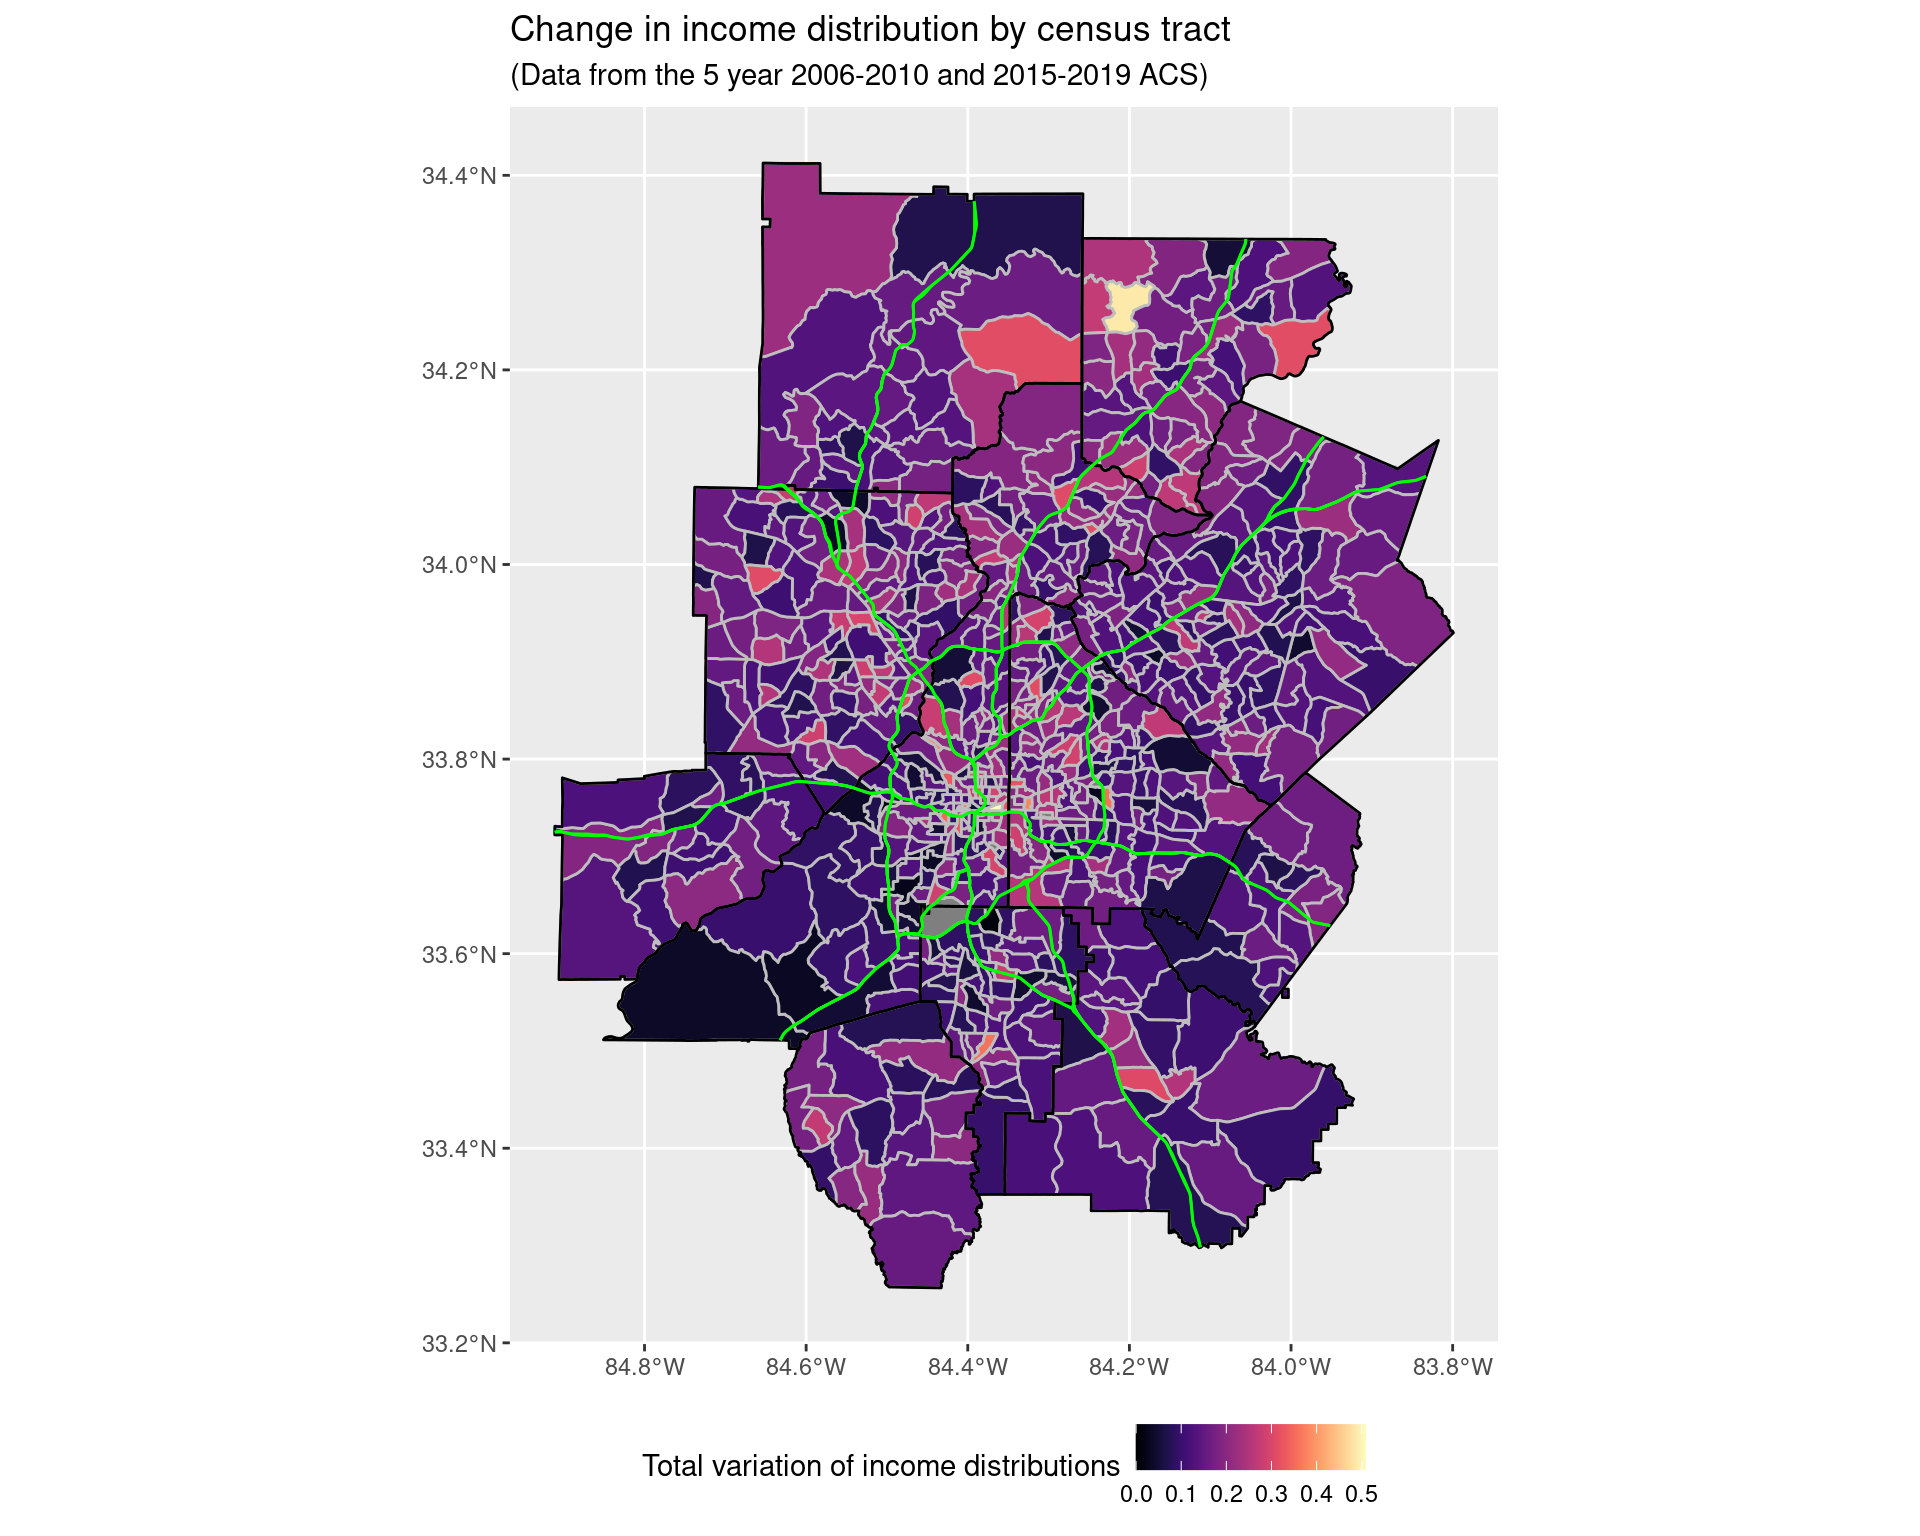 Change in income distribution by census tract
(Data from the 5 year 2006-2010 and 2015-2019 ACS)
34.4°N
34.2°N
34.0°N
33.8°N
33.6°N
33.4°N
33.2°N
84.8°W 84.6°W 84.4°W 84.2°W 84.0°W 83.8°W
Total variation of income distributions
0.0 0.1 0.2 0.3 0.4 0.5